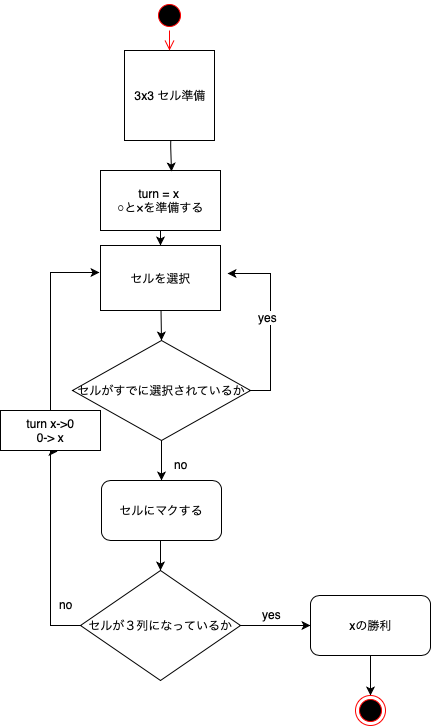 3x3 セル準備
turn = x
○と×を準備する
セルを選択
yes
セルがすでに選択されているか
turn x->0
0-> x
no
セルにマクする
no
セルが３列になっているか
yes
xの勝利